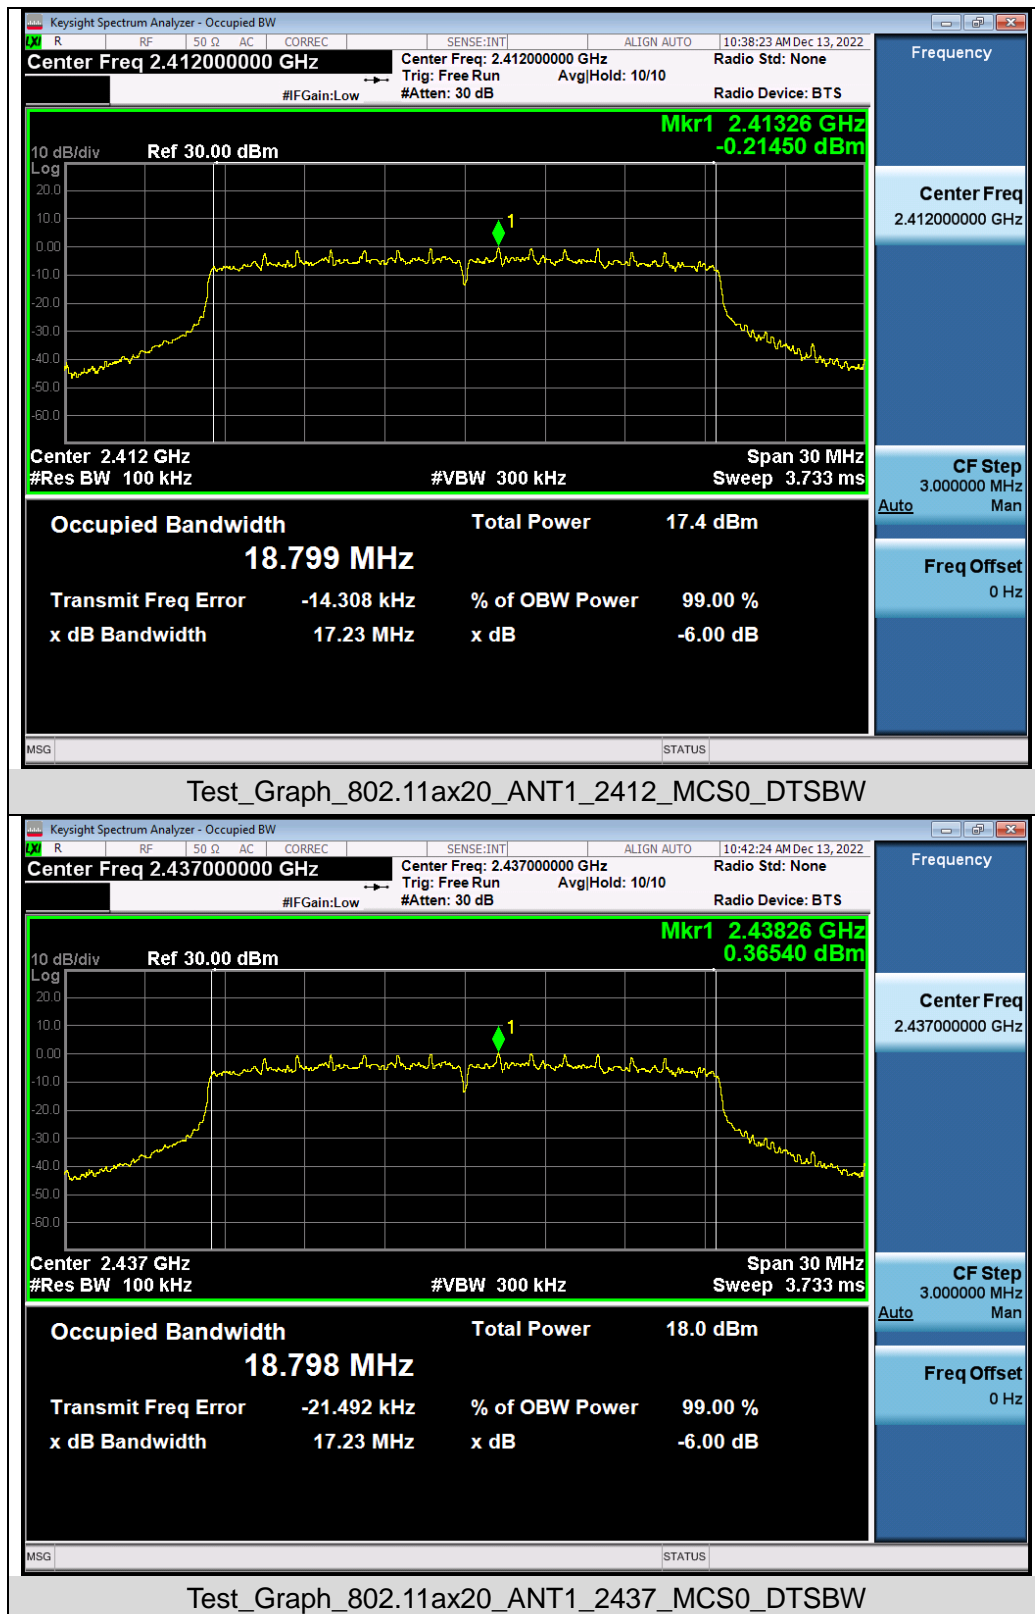 Keysight Spectrum Analyzer - Occupied BW
LXI R RF 50 Ω AC CORREC SENSE:INT ALIGN AUTO 10:38:23 AM Dec 13, 2022
Center Freq 2.412000000 GHz Center Freq: 2.412000000 GHz Radio Std: None Frequency
Trig: Free Run Avg|Hold: 10/10
#IFGain:Low #Atten: 30 dB Radio Device: BTS
Mkr1 2.41326 GHz
10 dB/div Ref 30.00 dBm -0.21450 dBm
Log
20.0
10.0
0.00
-10.0
-20.0
-30.0
-40.0
-50.0
-60.0
1
Center Freq
2.412000000 GHz
Center 2.412 GHz Span 30 MHz
#Res BW 100 kHz #VBW 300 kHz Sweep 3.733 ms
CF Step
3.000000 MHz
Auto Man
Occupied Bandwidth Total Power 17.4 dBm
18.799 MHz
Freq Offset
0 Hz
Transmit Freq Error -14.308 kHz % of OBW Power 99.00 %
x dB Bandwidth 17.23 MHz x dB -6.00 dB
MSG STATUS
Test_Graph_802.11ax20_ANT1_2412_MCS0_DTSBW
Keysight Spectrum Analyzer - Occupied BW
LXI R RF 50 Ω AC CORREC SENSE:INT ALIGN AUTO 10:42:24 AM Dec 13, 2022
Center Freq 2.437000000 GHz Center Freq: 2.437000000 GHz Radio Std: None Frequency
Trig: Free Run Avg|Hold: 10/10
#IFGain:Low #Atten: 30 dB Radio Device: BTS
Mkr1 2.43826 GHz
10 dB/div Ref 30.00 dBm 0.36540 dBm
Log
20.0
10.0
0.00
-10.0
-20.0
-30.0
-40.0
-50.0
-60.0
1
Center Freq
2.437000000 GHz
Center 2.437 GHz Span 30 MHz
#Res BW 100 kHz #VBW 300 kHz Sweep 3.733 ms
CF Step
3.000000 MHz
Auto Man
Occupied Bandwidth Total Power 18.0 dBm
18.798 MHz
Freq Offset
0 Hz
Transmit Freq Error -21.492 kHz % of OBW Power 99.00 %
x dB Bandwidth 17.23 MHz x dB -6.00 dB
MSG STATUS
Test_Graph_802.11ax20_ANT1_2437_MCS0_DTSBW